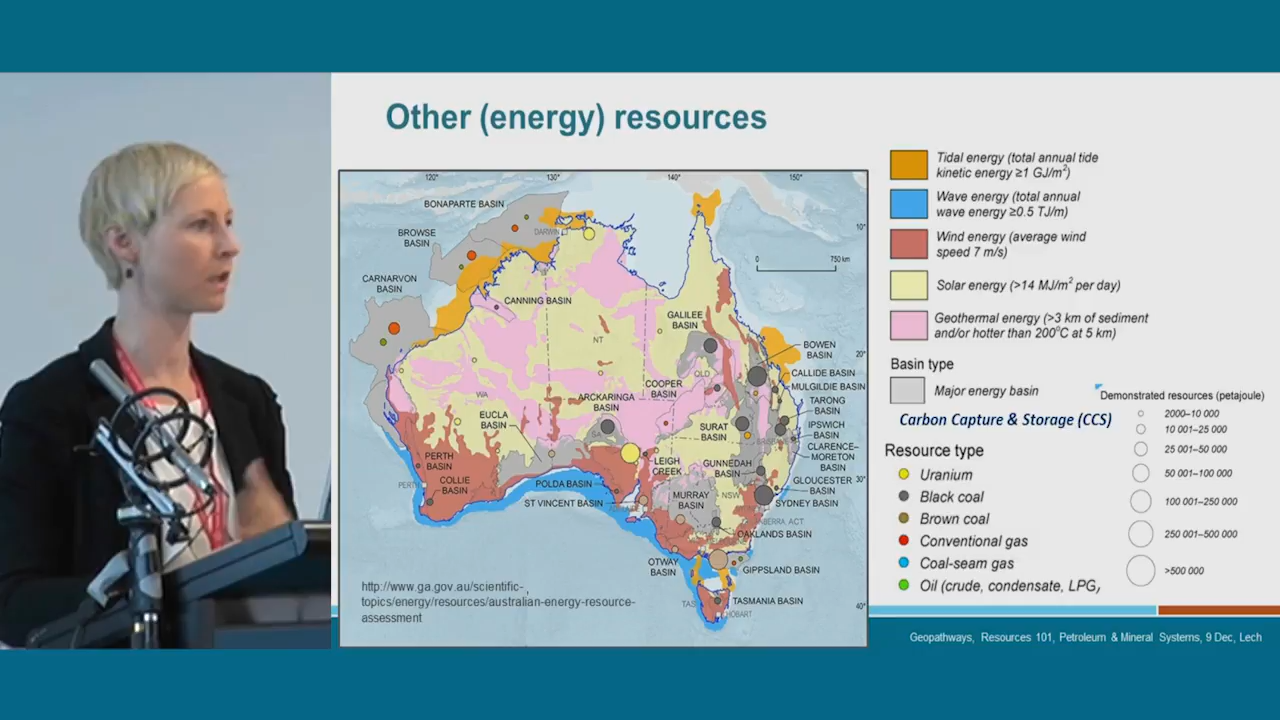 Other (energy) resources
120°
130°
140°
150°
10°
20°
30°
40°
0
750 km
BONAPARTE BASIN
DARWIN
BROWSE
BASIN
CARNARVON
BASIN
CANNING BASIN
GALILEE
BASIN
NT
BOWEN
BASIN
QLD
CALLIDE BASIN
MULGILDIE BASIN
COOPER
BASIN
WA
ARCKARINGA
BASIN
TARONG
BASIN
EUCLA
BASIN
SURAT
BASIN
IPSWICH
BASIN
SA
BRISBANE
CLARENCE–
MORETON
BASIN
PERTH
BASIN
LEIGH
CREEK
GUNNEDAH
BASIN
PERTH
COLLIE
BASIN
POLDA BASIN
GLOUCESTER
BASIN
ST VINCENT BASIN
MURRAY
BASIN
NSW
SYDNEY BASIN
OAKLANDS BASIN
OTWAY
BASIN
GIPPSLAND BASIN
TAS
TASMANIA BASIN
HOBART
http://www.ga.gov.au/scientific-
topics/energy/resources/australian-energy-resource-
assessment
Tidal energy (total annual tide
kinetic energy ≥1 GJ/m²)
Wave energy (total annual
wave energy ≥0.5 TJ/m)
Wind energy (average wind
speed 7 m/s)
Solar energy (>14 MJ/m² per day)
Geothermal energy (>3 km of sediment
and/or hotter than 200°C at 5 km)
Basin type
Major energy basin
Carbon Capture & Storage (CCS)
Resource type
Uranium
Black coal
Brown coal
Conventional gas
Coal-seam gas
Oil (crude, condensate, LPG)
Demonstrated resources (petajoule)
2000–10 000
10 001–25 000
25 001–50 000
50 001–100 000
100 001–250 000
250 001–500 000
>500 000
Geopathways, Resources 101, Petroleum & Mineral Systems, 9 Dec, Lech